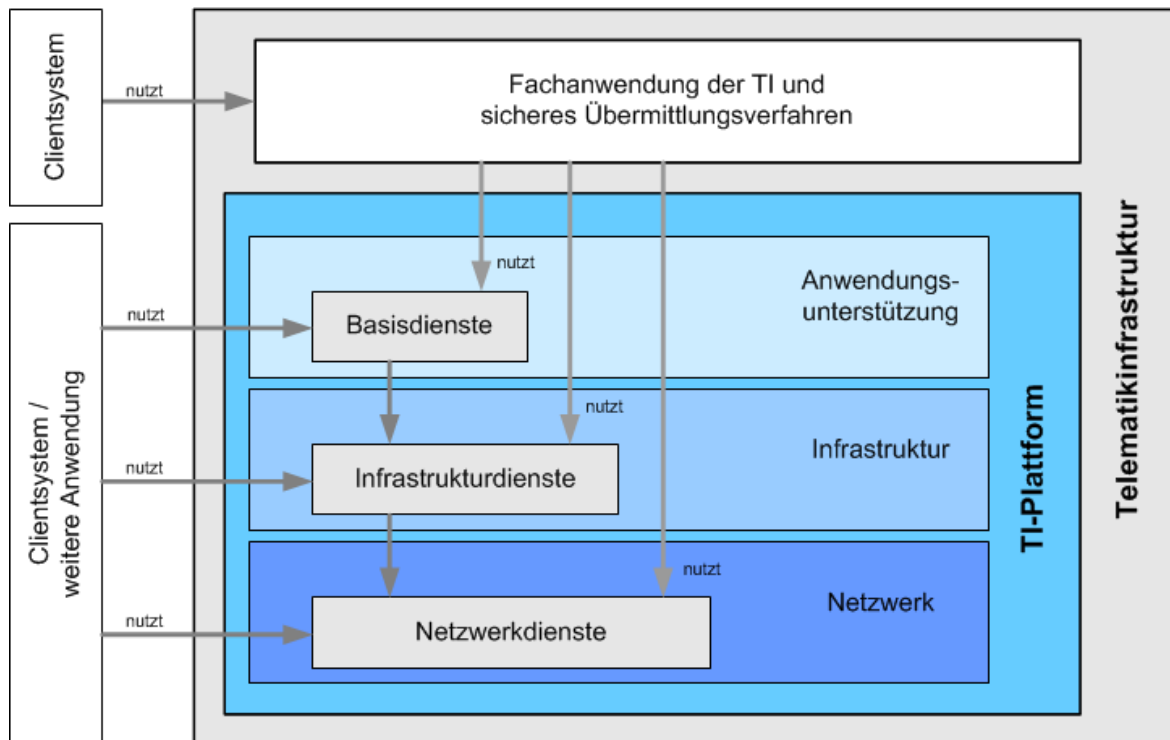 Clientsystem
nutzt
Fachanwendung der TI und
sicheres Übermittlungsverfahren
Telematikinfrastruktur
TI-Plattform
nutzt
Anwendungs-
unterstützung
Clientsystem /
weitere Anwendung
nutzt
Basisdienste
nutzt
Infrastruktur
nutzt
Infrastrukturdienste
nutzt
Netzwerk
nutzt
Netzwerkdienste